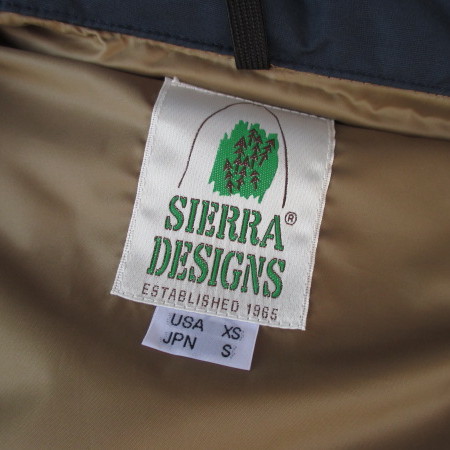 SIERRA ®
DESIGNS
ESTABLISHED 1965
USA XS
JPN S